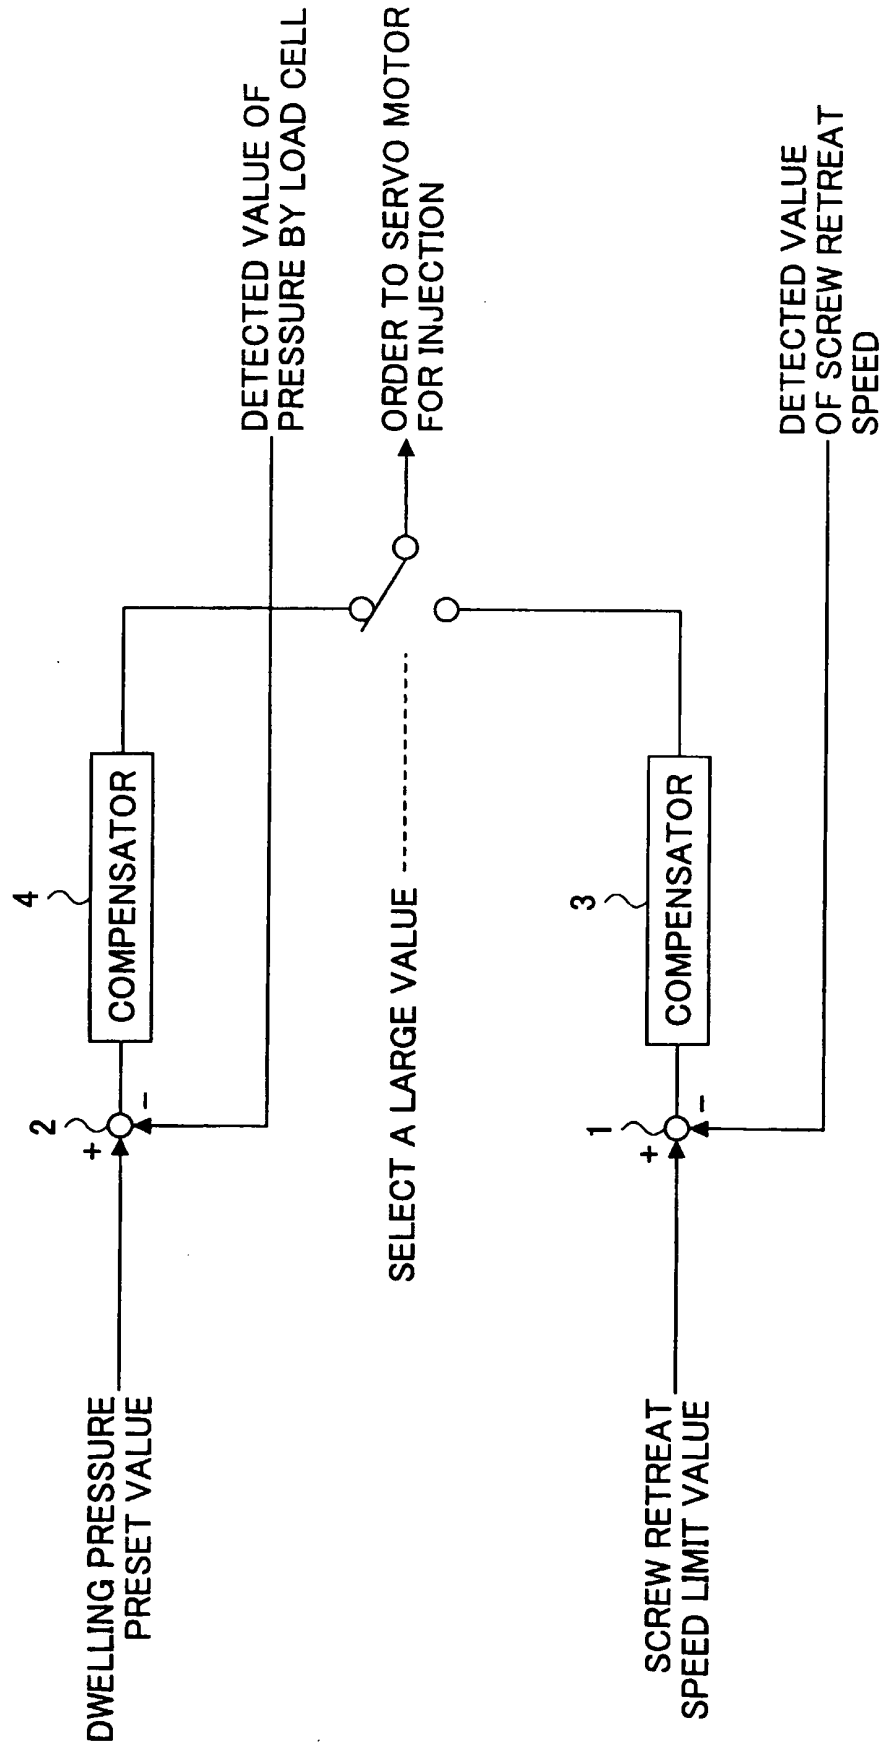 DWELLING PRESSURE
PRESET VALUE
+
2
-
4
COMPENSATOR
DETECTED VALUE OF
PRESSURE BY LOAD CELL
SELECT A LARGE VALUE
ORDER TO SERVO MOTOR
FOR INJECTION
SCREW RETREAT
SPEED LIMIT VALUE
+
1
-
3
COMPENSATOR
DETECTED VALUE
OF SCREW RETREAT
SPEED